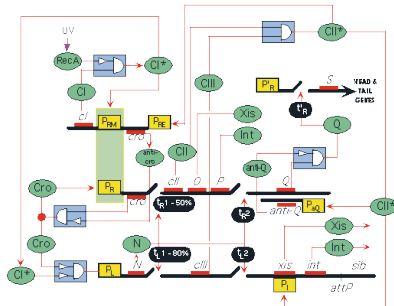 UV
RecA
CI*
CI
cI
CIII
CII*
P'R
S
HEAD &
TAIL
GENES
t'R
PRM
PRE
cro
anti-
cro
CII
Xis
Int
Q
anti-Q
cII
O
P
Q
Cro
PR
cro
tR1 - 50%
tR2
anti-Q
PaQ
CII*
Cro
N
tL1 - 80%
tL2
Xis
Int
CI*
PL
N
cIII
xis
int
sib
attP
PI